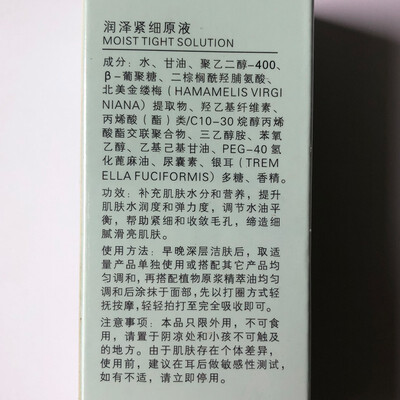 润泽紧细原液
MOIST TIGHT SOLUTION
成分：水、甘油、聚乙二醇-400、
β-葡聚糖、二棕榈酰羟脯氨酸、
北美金缕梅（HAMAMELIS VIRGI
NIANA）提取物、羟乙基纤维素、
丙烯酸（酯）类/C10-30 烷醇丙烯
酸酯交联聚合物、三乙醇胺、苯氧
乙醇、乙基己基甘油、PEG-40 氢
化蓖麻油、尿囊素、银耳（TREM
ELLA FUCIFORMIS）多糖、香精。
功效：补充肌肤水分和营养，提升
肌肤水润度和弹力度，调节水油平
衡，帮助紧细和收敛毛孔，缔造细
腻滑亮肌肤。
使用方法：早晚深层洁肤后，取适
量产品单独使用或搭配其它产品均
匀调和，再搭配植物原浆精萃油均匀
调和后涂抹于面部，先以打圈方式轻
抚按摩，轻轻拍打至完全吸收即可。
注意事项：本品只限外用，不可食
用，请置于阴凉处和小孩不可触及
的地方。由于肌肤存在个体差异，
使用前，建议在耳后做敏感性测试，
如有不适，请立即停用。